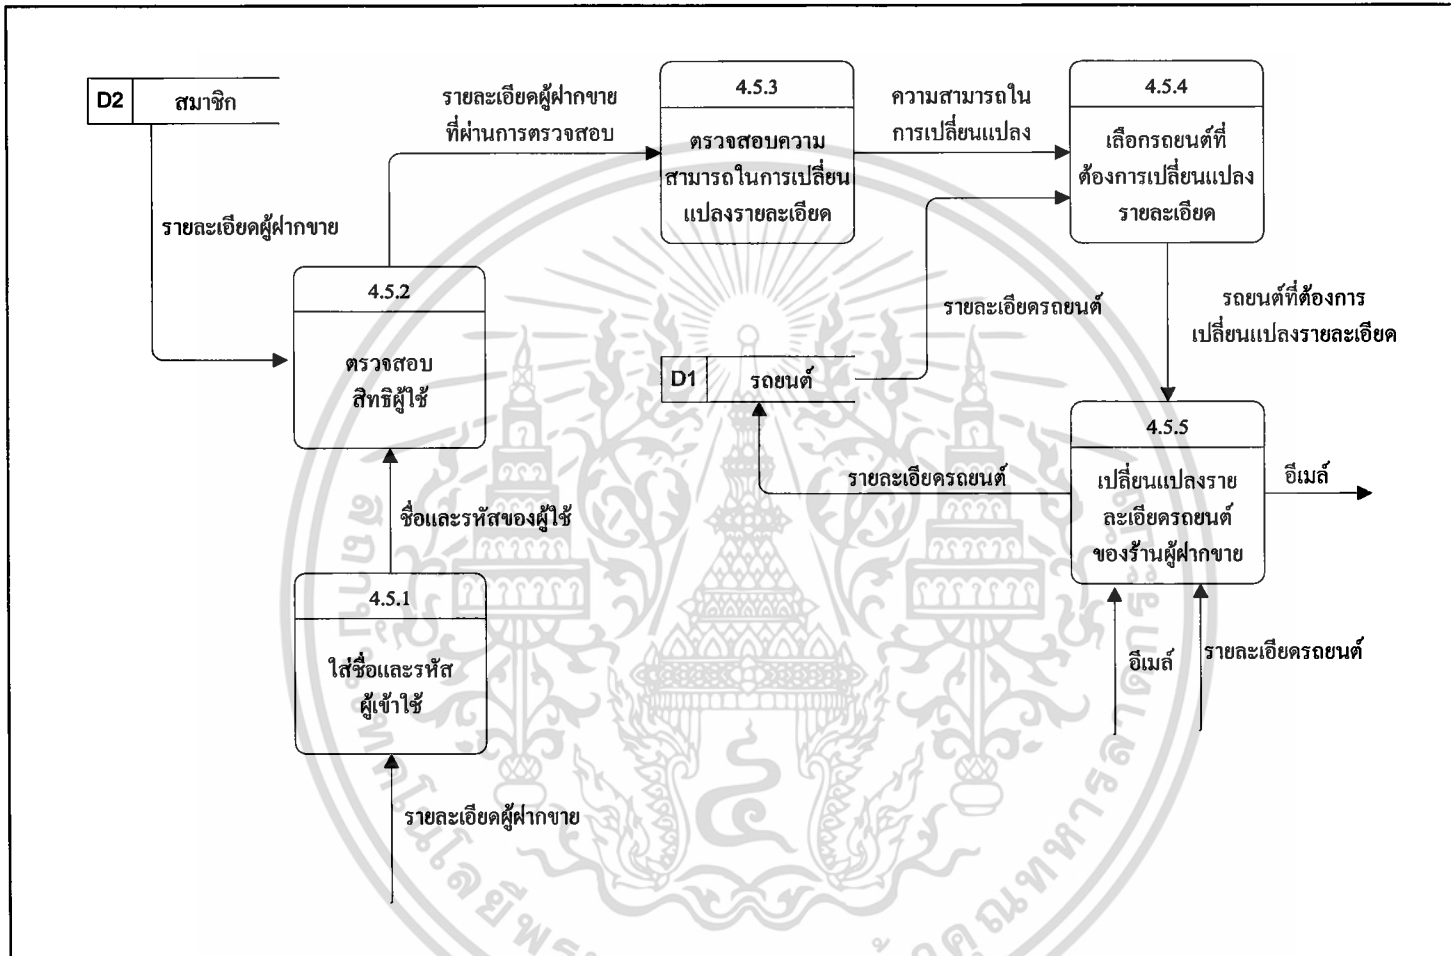 D2 สมาชิก
รายละเอียดผู้ฝากขาย
ที่ผ่านการตรวจสอบ
4.5.3
ตรวจสอบความ
สามารถในการเปลี่ยน
แปลงรายละเอียด
ความสามารถใน
การเปลี่ยนแปลง
4.5.4
เลือกรถยนต์ที่
ต้องการเปลี่ยนแปลง
รายละเอียด
รายละเอียดผู้ฝากขาย
4.5.2
ตรวจสอบ
สิทธิผู้ใช้
รายละเอียดรถยนต์
รถยนต์ที่ต้องการ
เปลี่ยนแปลงรายละเอียด
D1 รถยนต์
4.5.5
เปลี่ยนแปลงราย
ละเอียดรถยนต์
ของร้านผู้ฝากขาย
อีเมล์
รายละเอียดรถยนต์
ชื่อและรหัสของผู้ใช้
4.5.1
ใส่ชื่อและรหัส
ผู้เข้าใช้
อีเมล์
รายละเอียดรถยนต์
รายละเอียดผู้ฝากขาย